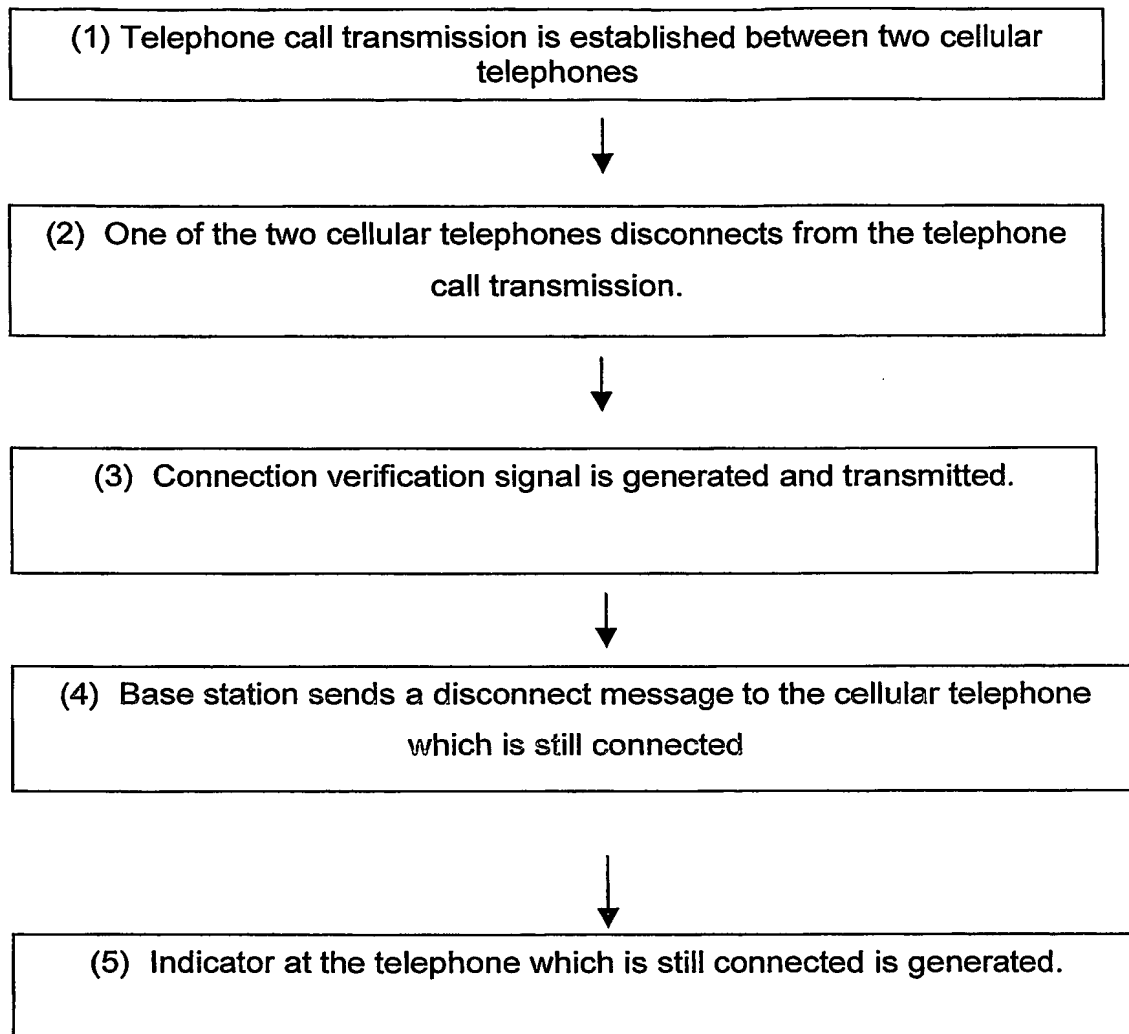 (1) Telephone call transmission is established between two cellular
telephones
(2) One of the two cellular telephones disconnects from the telephone
call transmission.
(3) Connection verification signal is generated and transmitted.
(4) Base station sends a disconnect message to the cellular telephone
which is still connected
(5) Indicator at the telephone which is still connected is generated.